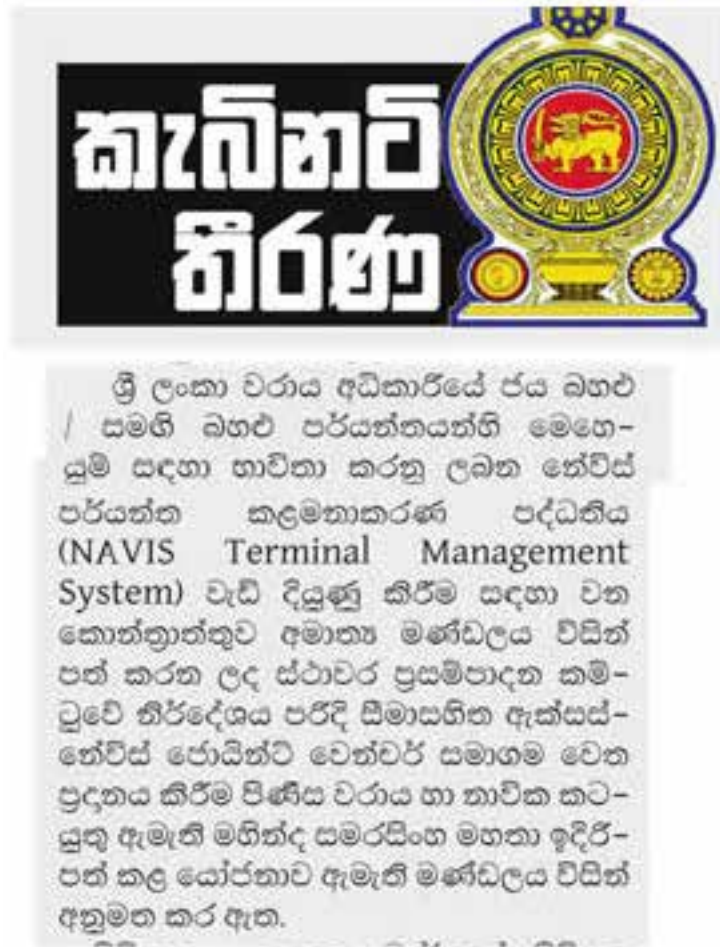 කැබිනට්
තීරණ
ශ්‍රී ලංකා වරාය අධිකාරියේ ජය බහළු
/ සමගි බහළු පර්යන්තයන්හි මෙහෙ-
යුම් සඳහා භාවිතා කරනු ලබන නේවිස්
පර්යන්ත කළමනාකරණ පද්ධතිය
(NAVIS Terminal Management
System) වැඩි දියුණු කිරීම සඳහා වන
කොන්ත්‍රාත්තුව අමාත්‍ය මණ්ඩලය විසින්
පත් කරන ලද ස්ථාවර ප්‍රසම්පාදන කමි-
ටුවේ නිර්දේශය පරිදි සීමාසහිත ඇක්සස්-
නේවිස් ජොයින්ට් වෙන්චර් සමාගම වෙත
ප්‍රදානය කිරීම පිණිස වරාය හා නාවික කට-
යුතු ඇමැති මහින්ද සමරසිංහ මහතා ඉදිරි-
පත් කළ යෝජනාව ඇමැති මණ්ඩලය විසින්
අනුමත කර ඇත.